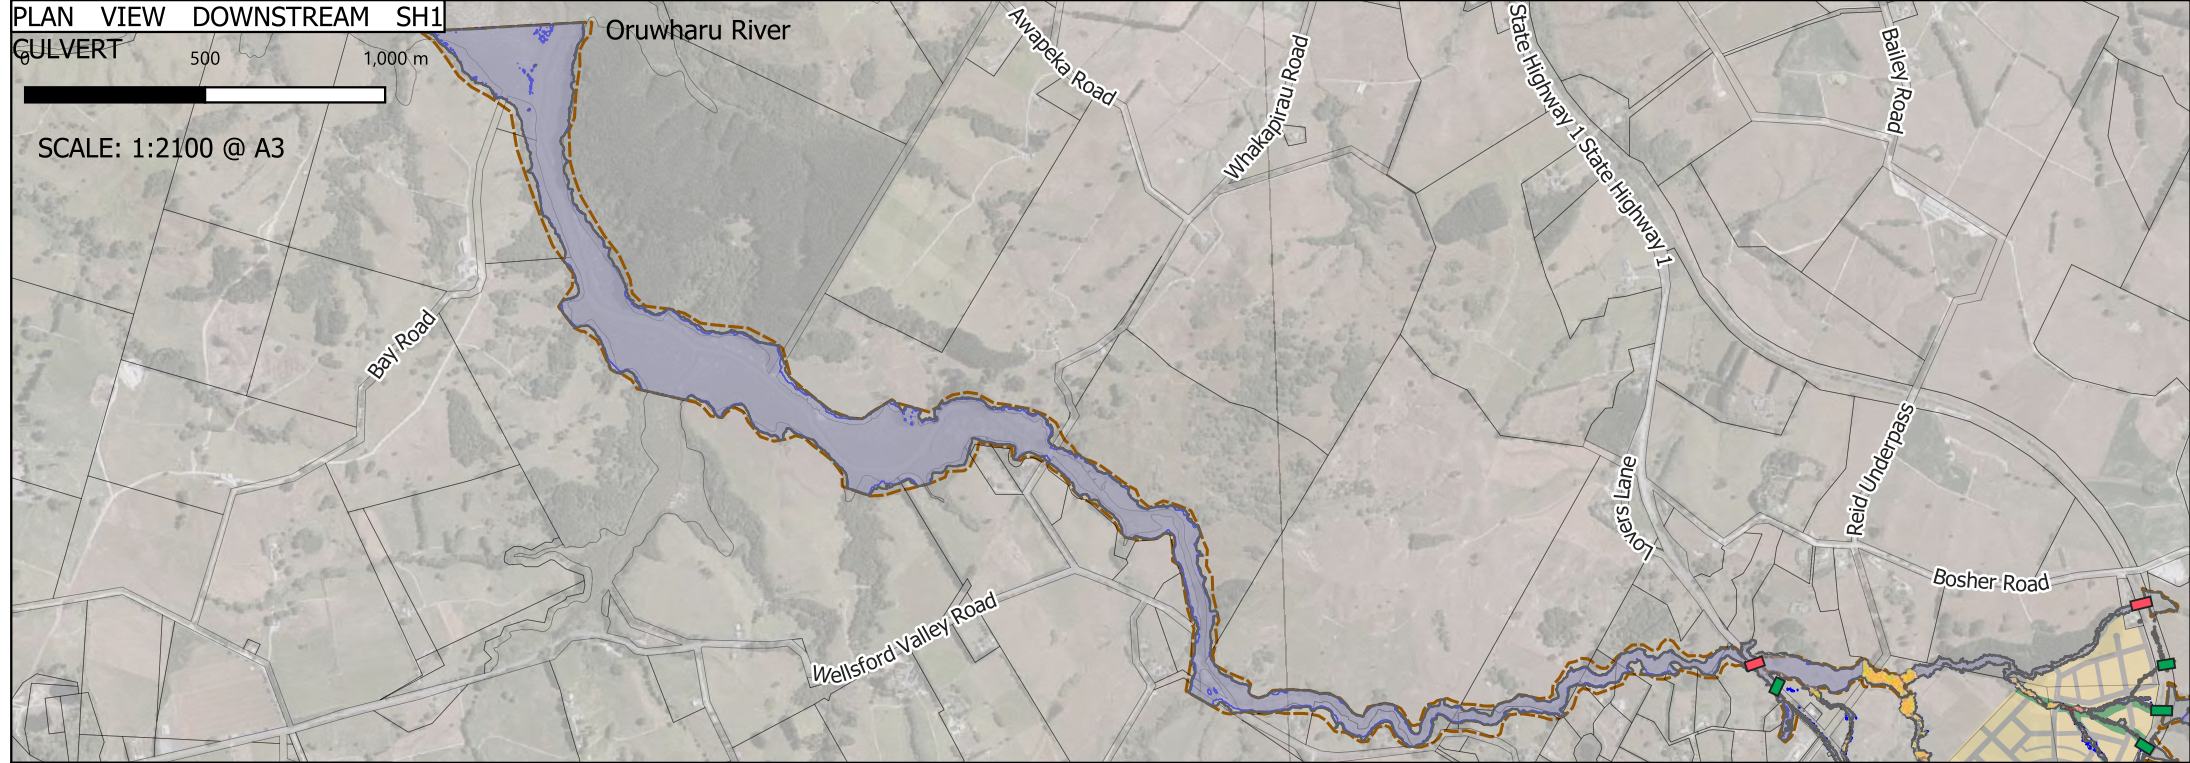 PLAN VIEW DOWNSTREAM SH1
CULVERT
0 500 1,000 m
SCALE: 1:2100 @ A3
Oruwharu River
Awapeka Road
Whakapirau Road
State Highway 1 State Highway 1
Bailey Road
Bay Road
Lovers Lane
Reid Underpass
Bosher Road
Wellsford Valley Road